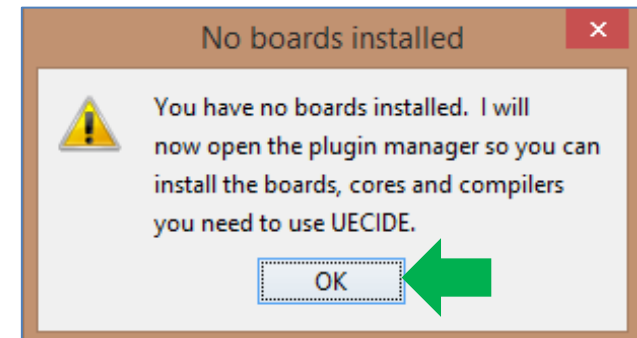 No boards installed
You have no boards installed. I will
now open the plugin manager so you can
install the boards, cores and compilers
you need to use UECIDE.
OK